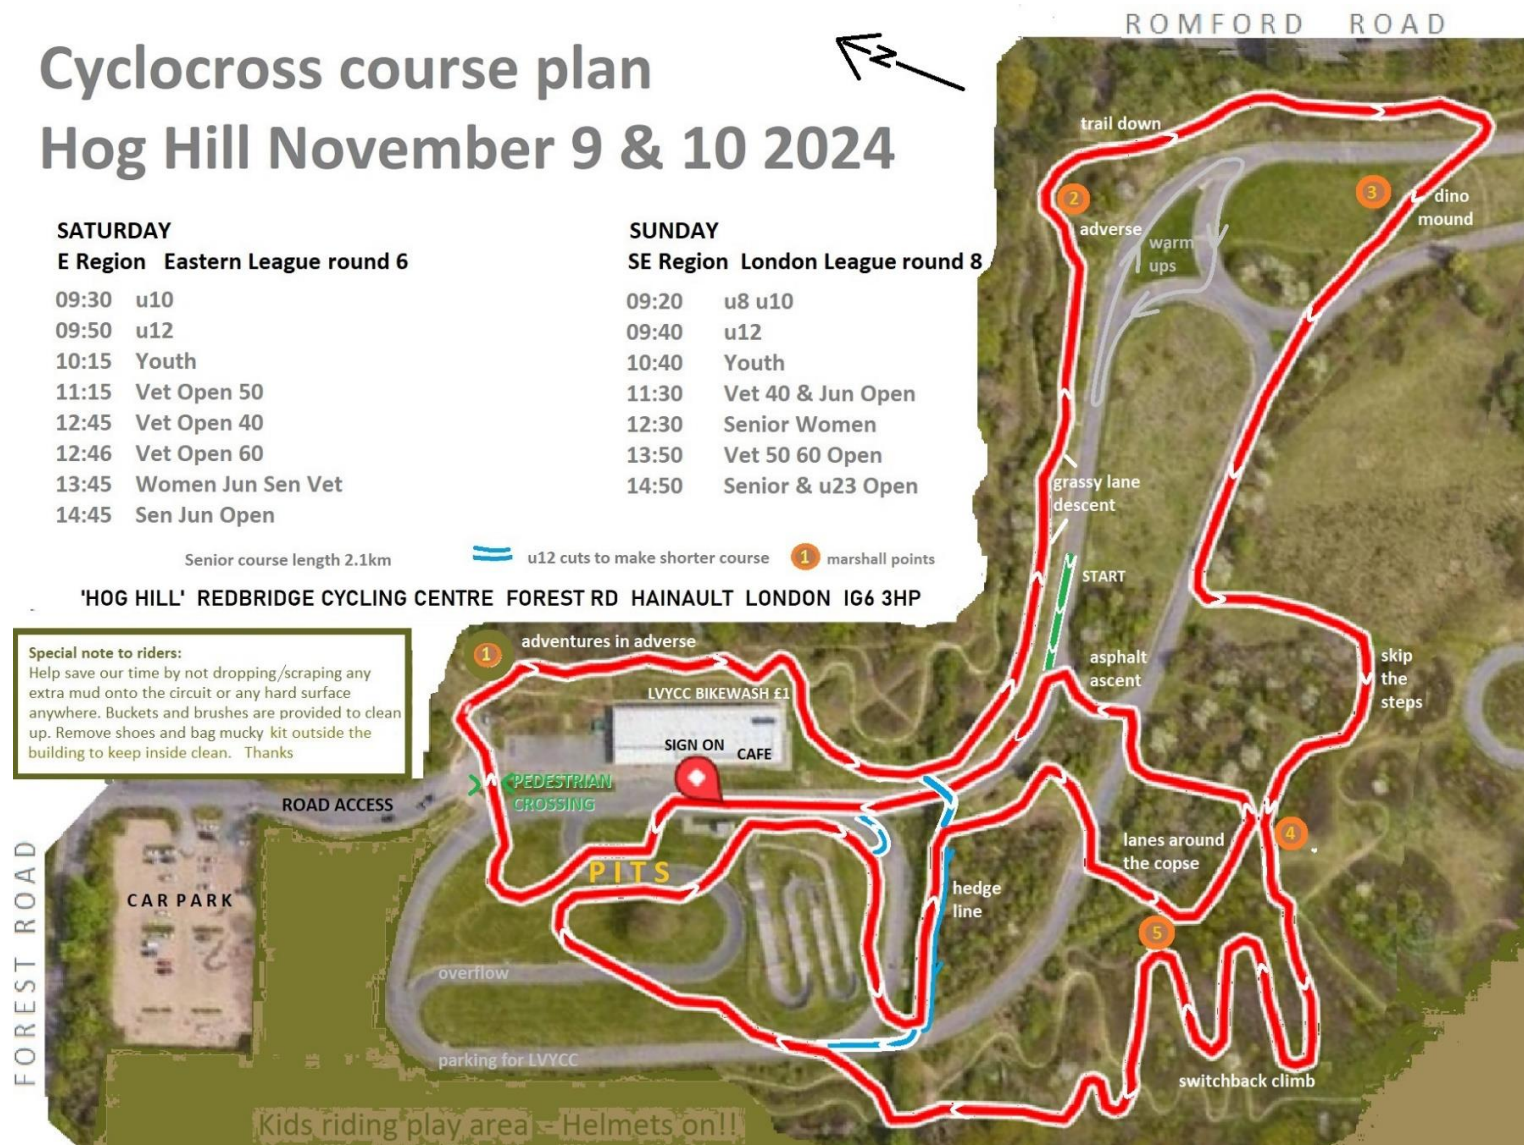 ROMFORD ROAD
N
Cyclocross course plan
Hog Hill November 9 & 10 2024
SATURDAY
E Region Eastern League round 6
09:30 u10
09:50 u12
10:15 Youth
11:15 Vet Open 50
12:45 Vet Open 40
12:46 Vet Open 60
13:45 Women Jun Sen Vet
14:45 Sen Jun Open
SUNDAY
SE Region London League round 8
09:20 u8 u10
09:40 u12
10:40 Youth
11:30 Vet 40 & Jun Open
12:30 Senior Women
13:50 Vet 50 60 Open
14:50 Senior & u23 Open
Senior course length 2.1km
u12 cuts to make shorter course
1
marshall points
'HOG HILL' REDBRIDGE CYCLING CENTRE FOREST RD HAINAULT LONDON IG6 3HP
Special note to riders:
Help save our time by not dropping/scraping any
extra mud onto the circuit or any hard surface
anywhere. Buckets and brushes are provided to clean
up. Remove shoes and bag mucky kit outside the
building to keep inside clean. Thanks
trail down
2
adverse
3
dino
mound
warm
ups
grassy lane
descent
START
asphalt
ascent
skip
the
steps
1
adventures in adverse
LVYCC BIKEWASH £1
SIGN ON
CAFE
PEDESTRIAN
CROSSING
ROAD ACCESS
PITS
CAR PARK
FOREST ROAD
lanes around
the copse
4
hedge
line
5
overflow
parking for LVYCC
switchback climb
Kids riding play area - Helmets on!!